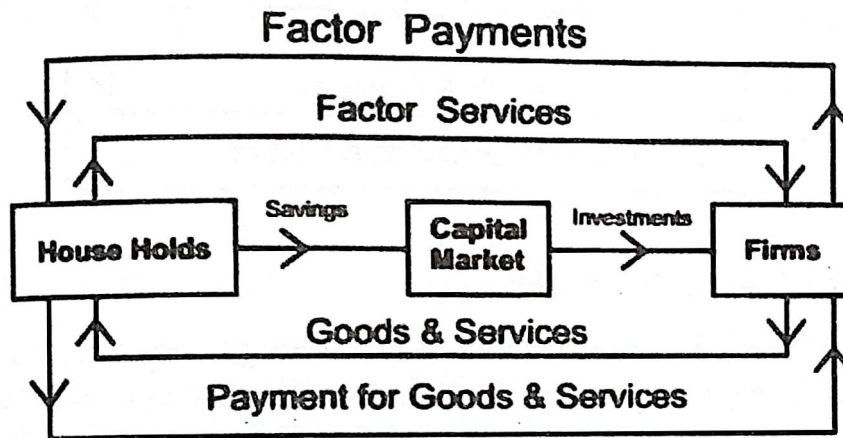 Factor Payments
Factor Services
Savings
Investments
House Holds
Capital
Market
Firms
Goods & Services
Payment for Goods & Services